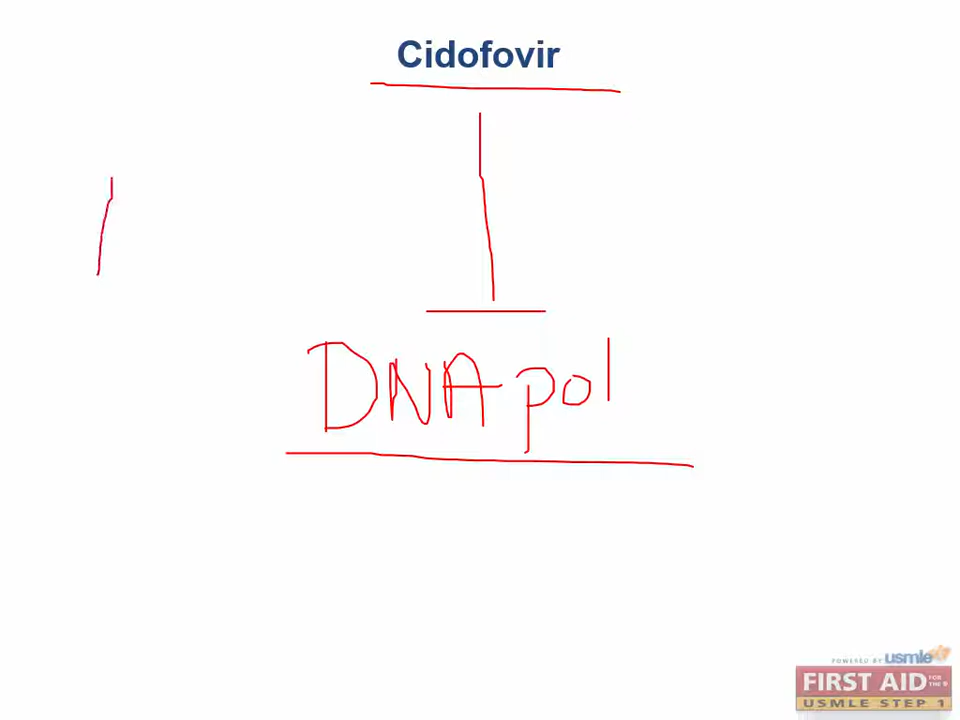 Cidofovir
DNA pol
POWERED BY: usmle
FIRST AID FOR THE ®
USMLE STEP 1